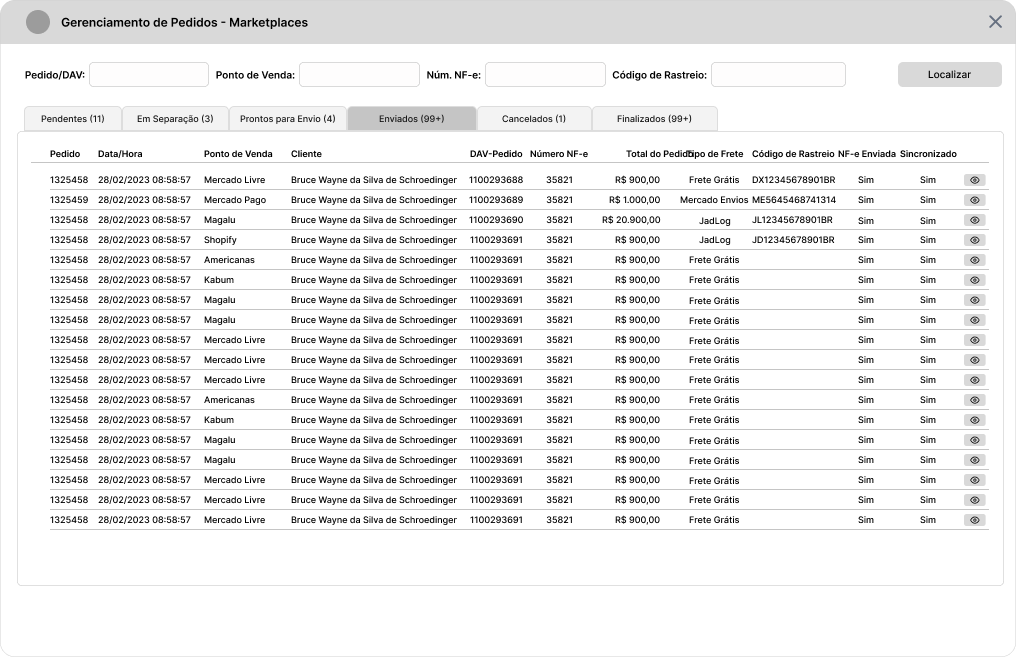 Gerenciamento de Pedidos - Marketplaces
Pedido/DAV: Ponto de Venda: Núm. NF-e: Código de Rastreio: Localizar
Pendentes (11) Em Separação (3) Prontos para Envio (4) Enviados (99+) Cancelados (1) Finalizados (99+)
Pedido Data/Hora Ponto de Venda Cliente DAV-Pedido Número NF-e Total do Pedido Tipo de Frete Código de Rastreio NF-e Enviada Sincronizado
1325458 28/02/2023 08:58:57 Mercado Livre Bruce Wayne da Silva de Schroedinger 1100293688 35821 R$ 900,00 Frete Grátis DX12345678901BR Sim Sim
1325459 28/02/2023 08:58:57 Mercado Pago Bruce Wayne da Silva de Schroedinger 1100293689 35821 R$ 1.000,00 Mercado Envios ME5645468741314 Sim Sim
1325458 28/02/2023 08:58:57 Magalu Bruce Wayne da Silva de Schroedinger 1100293690 35821 R$ 20.900,00 JadLog JL12345678901BR Sim Sim
1325458 28/02/2023 08:58:57 Shopify Bruce Wayne da Silva de Schroedinger 1100293691 35821 R$ 900,00 JadLog JD12345678901BR Sim Sim
1325458 28/02/2023 08:58:57 Americanas Bruce Wayne da Silva de Schroedinger 1100293691 35821 R$ 900,00 Frete Grátis Sim Sim
1325458 28/02/2023 08:58:57 Kabum Bruce Wayne da Silva de Schroedinger 1100293691 35821 R$ 900,00 Frete Grátis Sim Sim
1325458 28/02/2023 08:58:57 Magalu Bruce Wayne da Silva de Schroedinger 1100293691 35821 R$ 900,00 Frete Grátis Sim Sim
1325458 28/02/2023 08:58:57 Magalu Bruce Wayne da Silva de Schroedinger 1100293691 35821 R$ 900,00 Frete Grátis Sim Sim
1325458 28/02/2023 08:58:57 Mercado Livre Bruce Wayne da Silva de Schroedinger 1100293691 35821 R$ 900,00 Frete Grátis Sim Sim
1325458 28/02/2023 08:58:57 Mercado Livre Bruce Wayne da Silva de Schroedinger 1100293691 35821 R$ 900,00 Frete Grátis Sim Sim
1325458 28/02/2023 08:58:57 Mercado Livre Bruce Wayne da Silva de Schroedinger 1100293691 35821 R$ 900,00 Frete Grátis Sim Sim
1325458 28/02/2023 08:58:57 Americanas Bruce Wayne da Silva de Schroedinger 1100293691 35821 R$ 900,00 Frete Grátis Sim Sim
1325458 28/02/2023 08:58:57 Kabum Bruce Wayne da Silva de Schroedinger 1100293691 35821 R$ 900,00 Frete Grátis Sim Sim
1325458 28/02/2023 08:58:57 Magalu Bruce Wayne da Silva de Schroedinger 1100293691 35821 R$ 900,00 Frete Grátis Sim Sim
1325458 28/02/2023 08:58:57 Magalu Bruce Wayne da Silva de Schroedinger 1100293691 35821 R$ 900,00 Frete Grátis Sim Sim
1325458 28/02/2023 08:58:57 Mercado Livre Bruce Wayne da Silva de Schroedinger 1100293691 35821 R$ 900,00 Frete Grátis Sim Sim
1325458 28/02/2023 08:58:57 Mercado Livre Bruce Wayne da Silva de Schroedinger 1100293691 35821 R$ 900,00 Frete Grátis Sim Sim
1325458 28/02/2023 08:58:57 Mercado Livre Bruce Wayne da Silva de Schroedinger 1100293691 35821 R$ 900,00 Frete Grátis Sim Sim